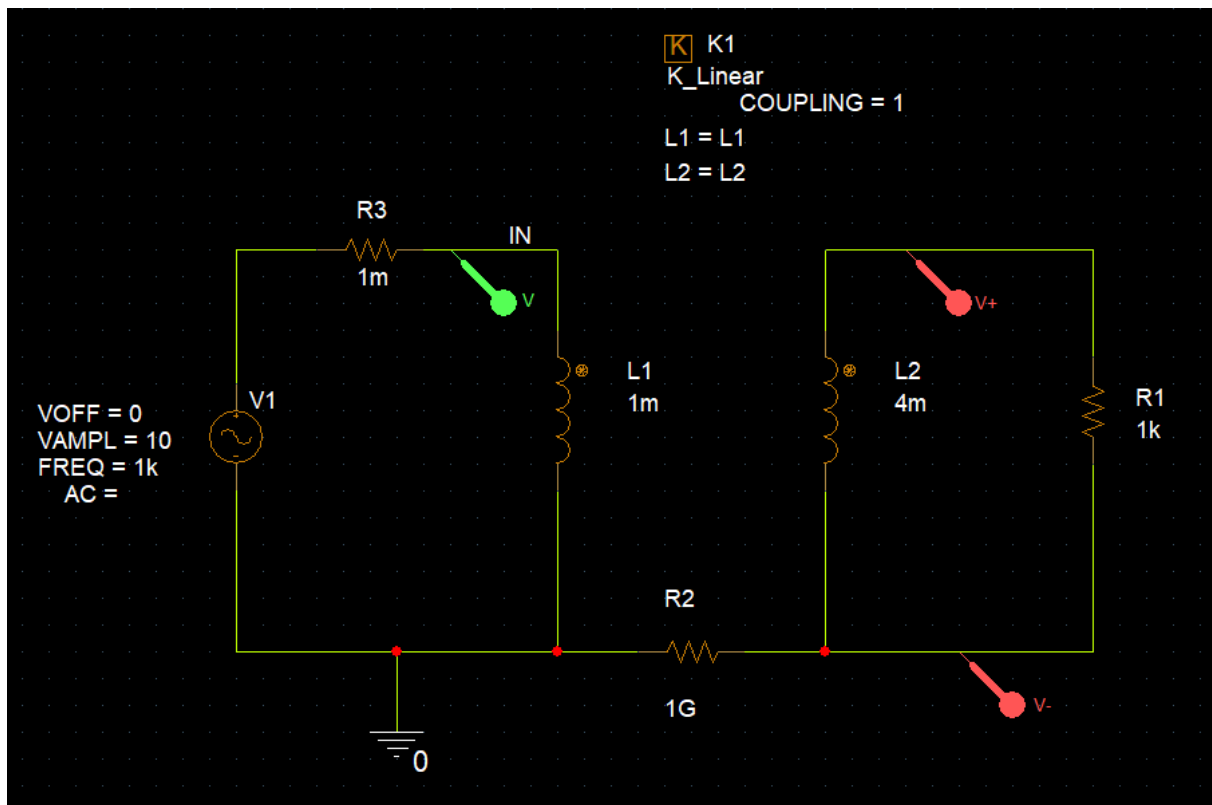 K K1
K_Linear
COUPLING = 1
L1 = L1
L2 = L2
R3
1m
IN
V
V+
V1
VOFF = 0
VAMPL = 10
FREQ = 1k
AC =
L1
1m
L2
4m
R1
1k
R2
1G
V-
0